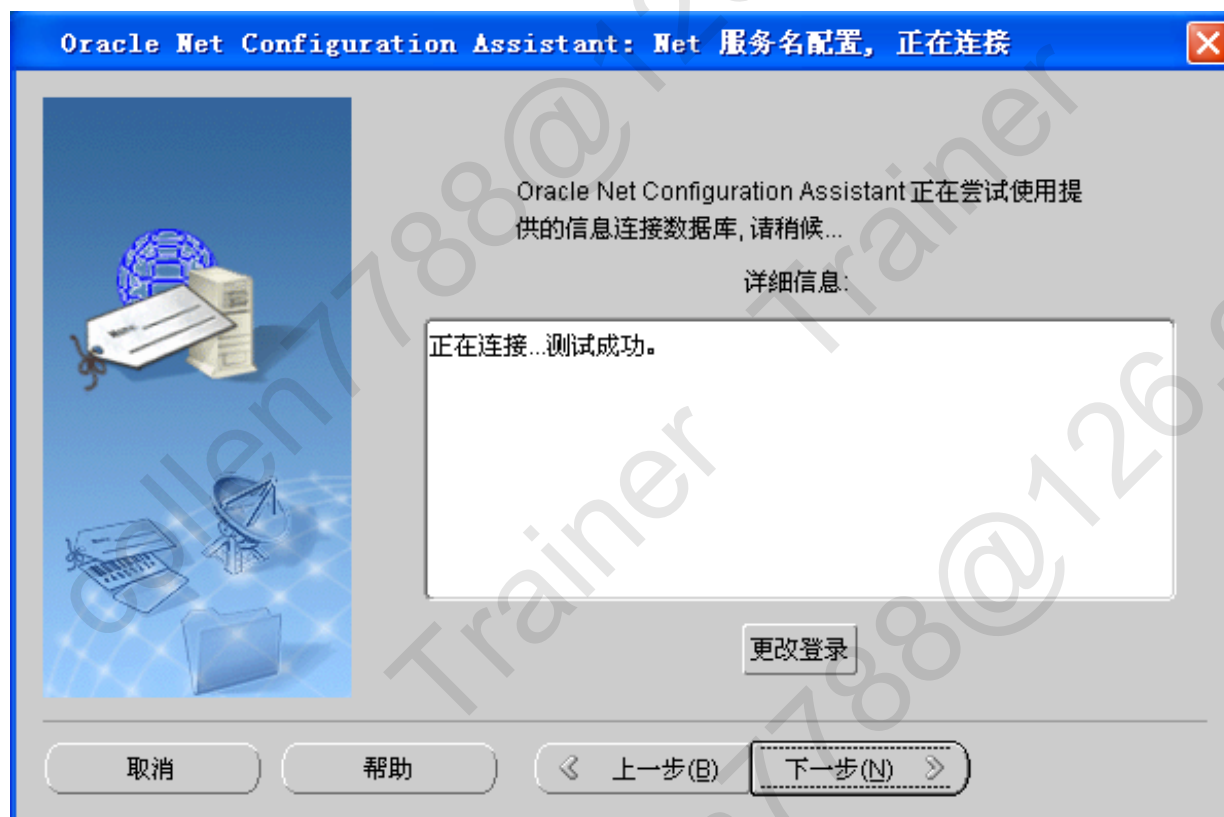 Oracle Net Configuration Assistant: Net 服务名配置, 正在连接
Oracle Net Configuration Assistant 正在尝试使用提
供的信息连接数据库, 请稍候...
详细信息:
正在连接...测试成功。
更改登录
取消
帮助
上一步(B)
下一步(N)
Trainer
Trainer